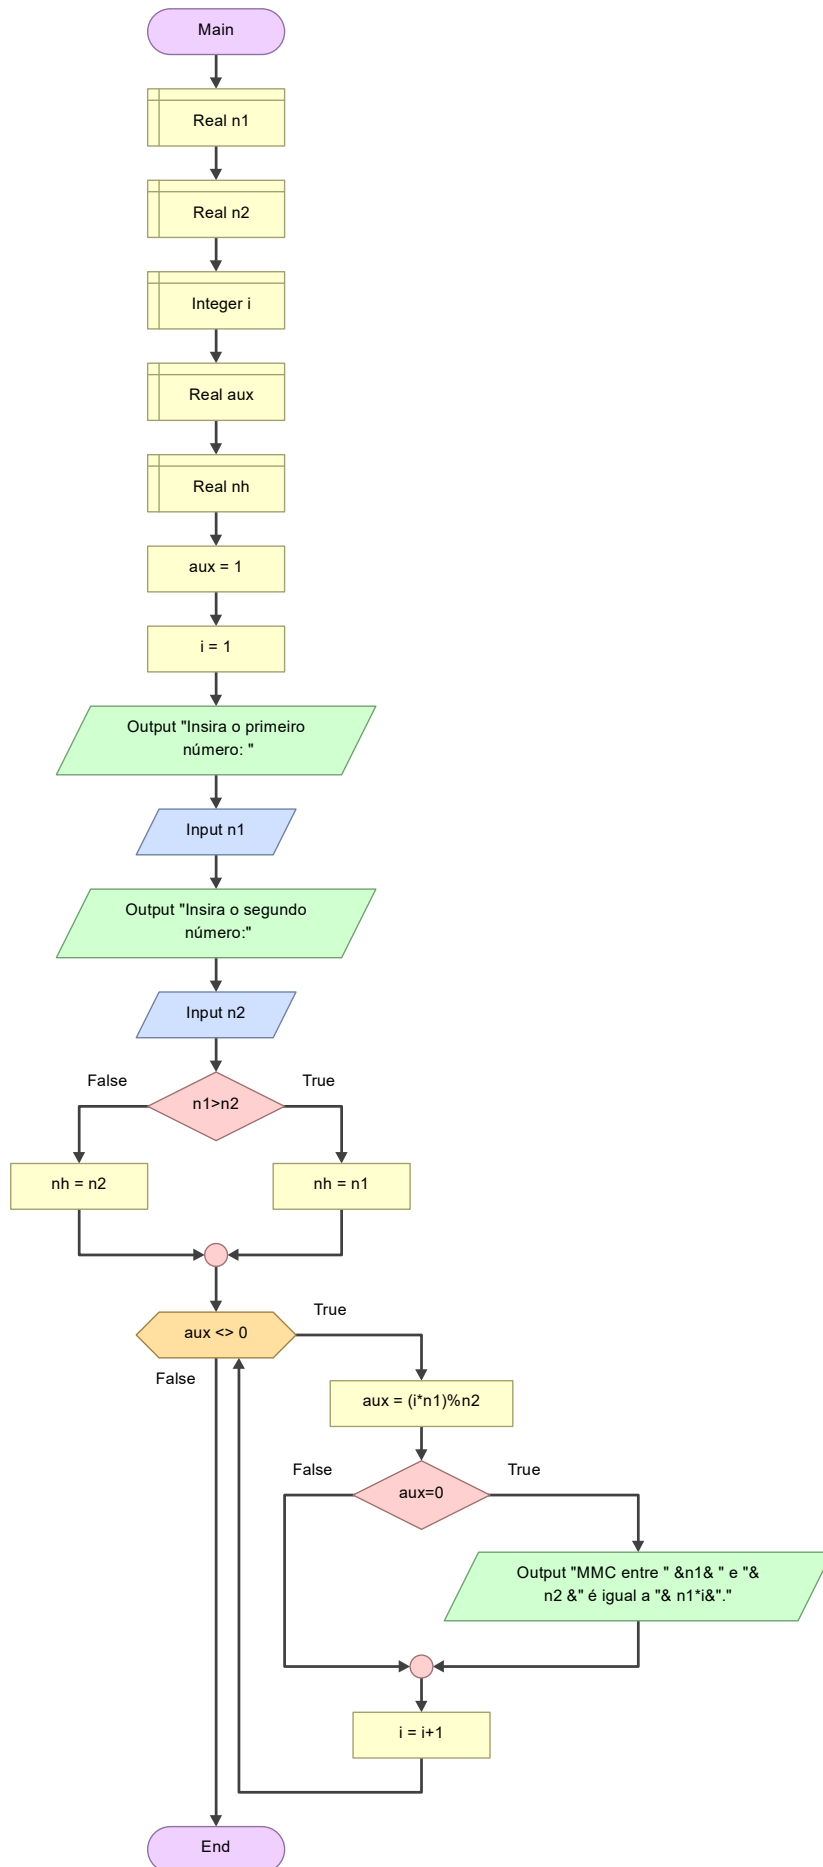 Main
Real n1
Real n2
Integer i
Real aux
Real nh
aux = 1
i = 1
Output "Insira o primeiro
número: "
Input n1
Output "Insira o segundo
número:"
Input n2
False
True
n1>n2
nh = n2
nh = n1
True
aux <> 0
False
aux = (i*n1)%n2
False
True
aux=0
Output "MMC entre " &n1& " e "&
n2 &" é igual a "& n1*i&"."
i = i+1
End